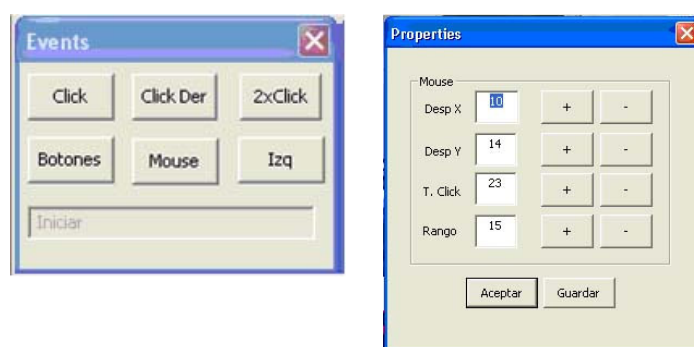 Events
Click Click Der 2xClick
Botones Mouse Izq
Iniciar
Properties
Mouse
Desp X 10 + -
Desp Y 14 + -
T. Click 23 + -
Rango 15 + -
Aceptar Guardar